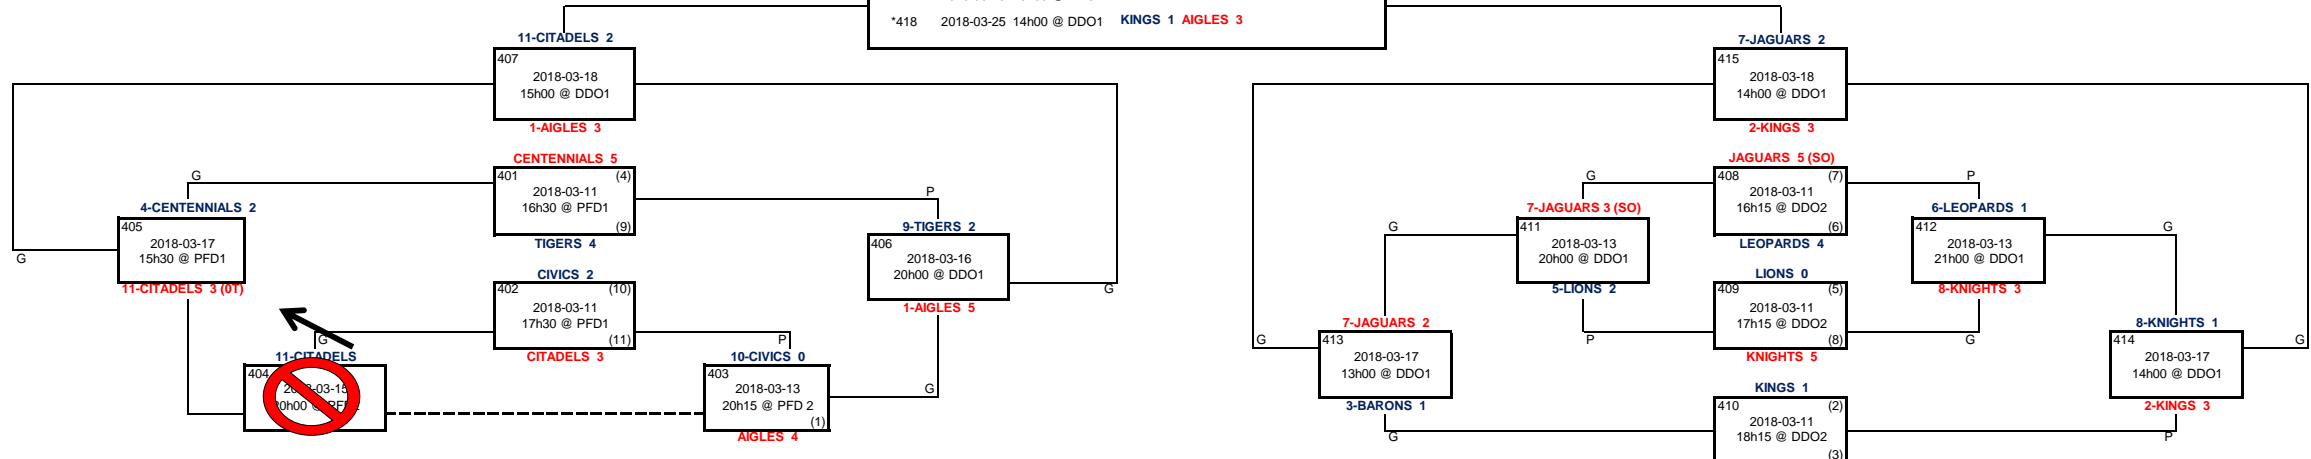 *418 2018-03-25 14h00 @ DDO1 KINGS 1 AIGLES 3
11-CITADELS 2
407
2018-03-18
15h00 @ DDO1
1-AIGLES 3
7-JAGUARS 2
415
2018-03-18
14h00 @ DDO1
2-KINGS 3
CENTENNIALS 5
401 (4)
2018-03-11
16h30 @ PFD1
(9)
TIGERS 4
G
P
4-CENTENNIALS 2
405
2018-03-17
15h30 @ PFD1
11-CITADELS 3 (0T)
G
9-TIGERS 2
406
2018-03-16
20h00 @ DDO1
1-AIGLES 5
G
CIVICS 2
402 (10)
2018-03-11
17h30 @ PFD1
(11)
CITADELS 3
G
P
11-CITADELS
404
10-CIVICS 0
403
2018-03-13
20h15 @ PFD 2
(1)
AIGLES 4
G
JAGUARS 5 (SO)
408 (7)
2018-03-11
16h15 @ DDO2
(6)
LEOPARDS 4
G
P
7-JAGUARS 3 (SO)
411
2018-03-13
20h00 @ DDO1
5-LIONS 2
G
6-LEOPARDS 1
412
2018-03-13
21h00 @ DDO1
8-KNIGHTS 3
G
LIONS 0
409 (5)
2018-03-11
17h15 @ DDO2
(8)
KNIGHTS 5
P
G
7-JAGUARS 2
413
2018-03-17
13h00 @ DDO1
3-BARONS 1
G
8-KNIGHTS 1
414
2018-03-17
14h00 @ DDO1
2-KINGS 3
G
KINGS 1
410 (2)
2018-03-11
18h15 @ DDO2
(3)
G
P